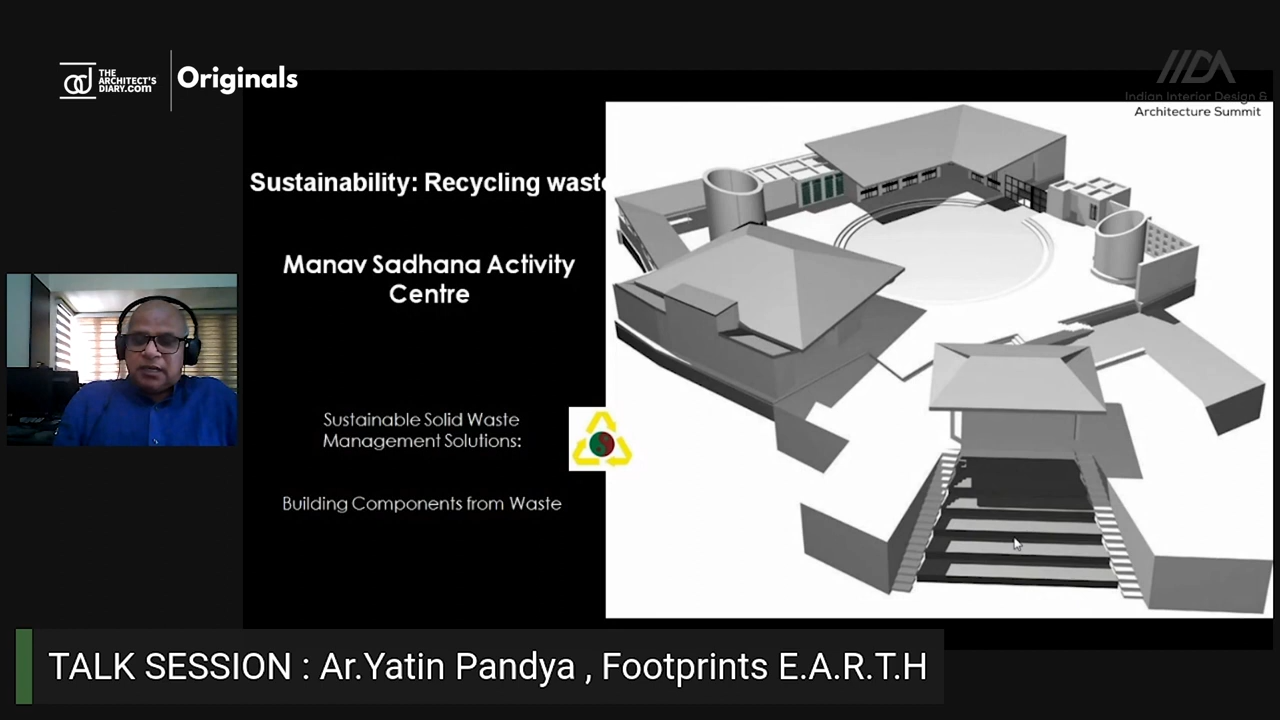 THE
ARCHITECT'S
DIARY.com
Originals
Indian Interior Design &
Architecture Summit
Sustainability: Recycling waste
Manav Sadhana Activity
Centre
Sustainable Solid Waste
Management Solutions:
Building Components from Waste
TALK SESSION : Ar.Yatin Pandya , Footprints E.A.R.T.H